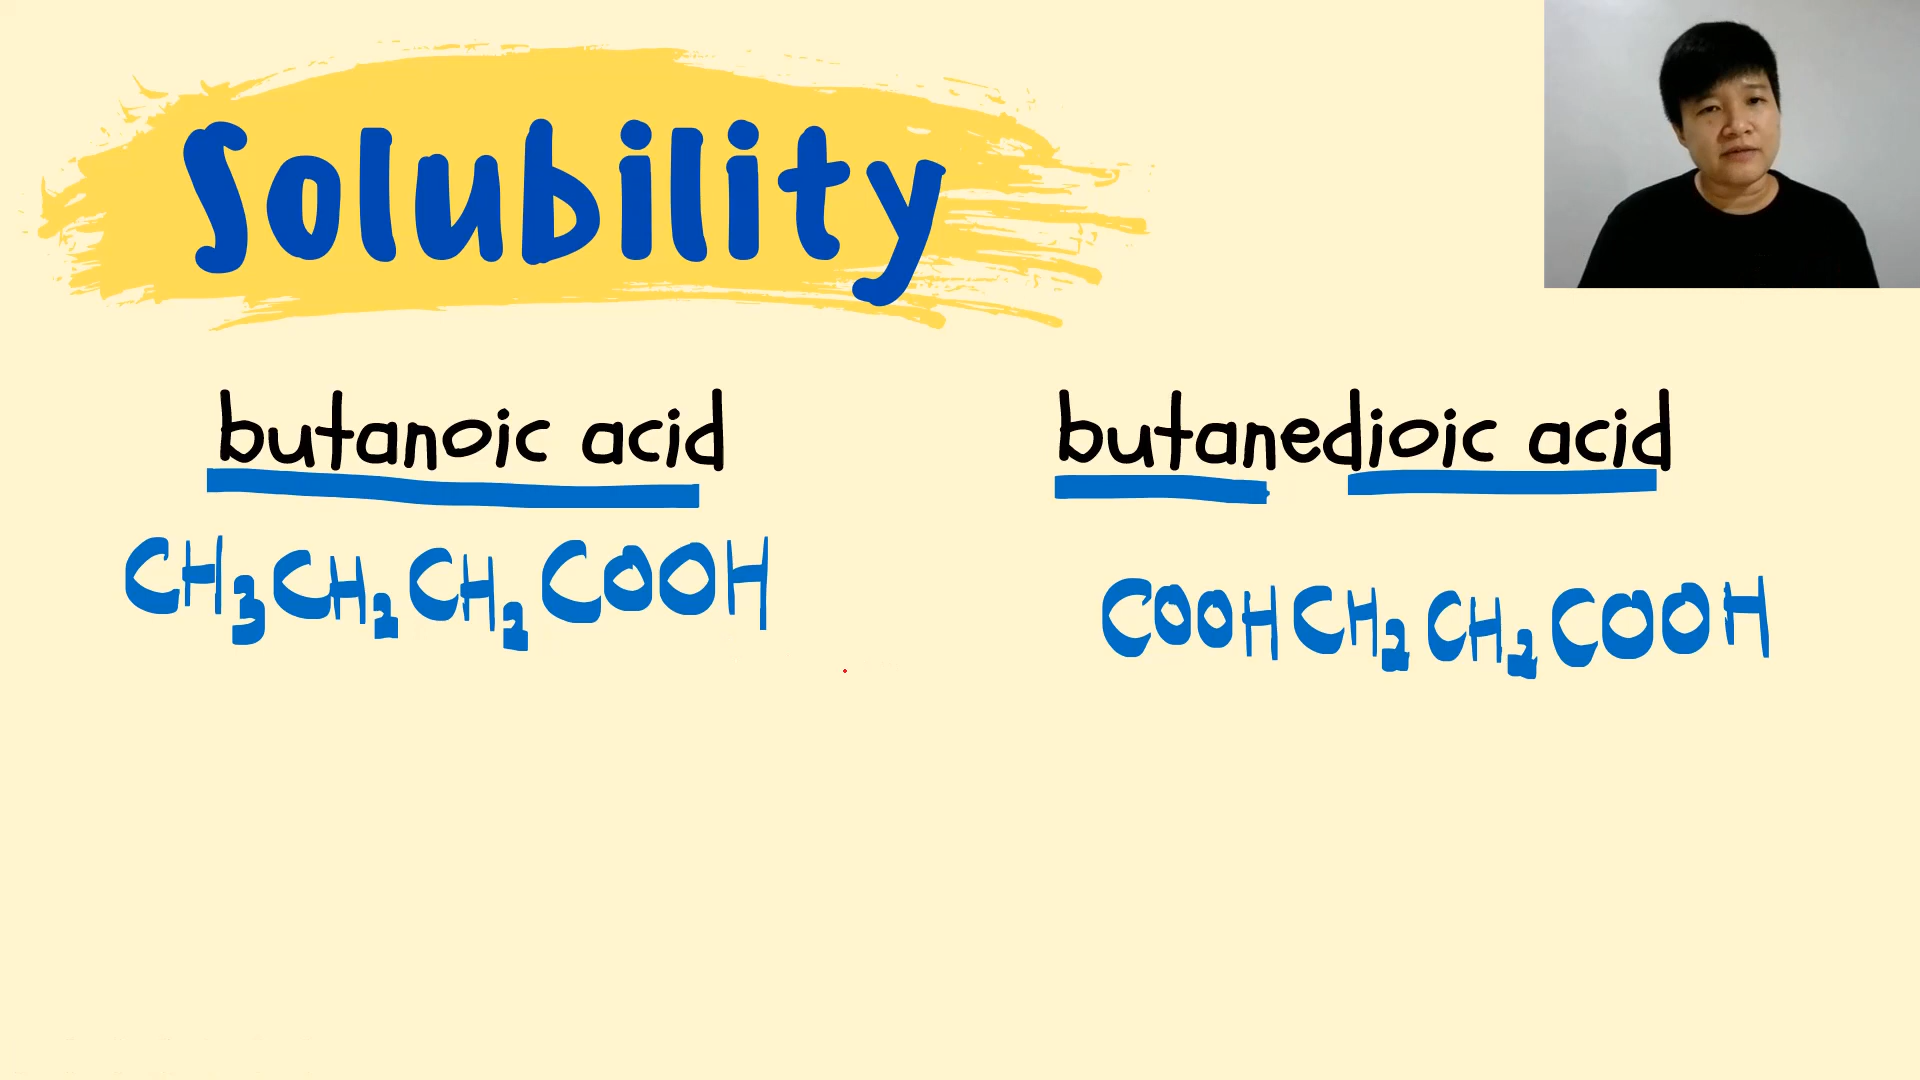 Solubility
butanoic acid
butanedioic acid
CH₃CH₂CH₂COOH
COOHCH₂CH₂COOH